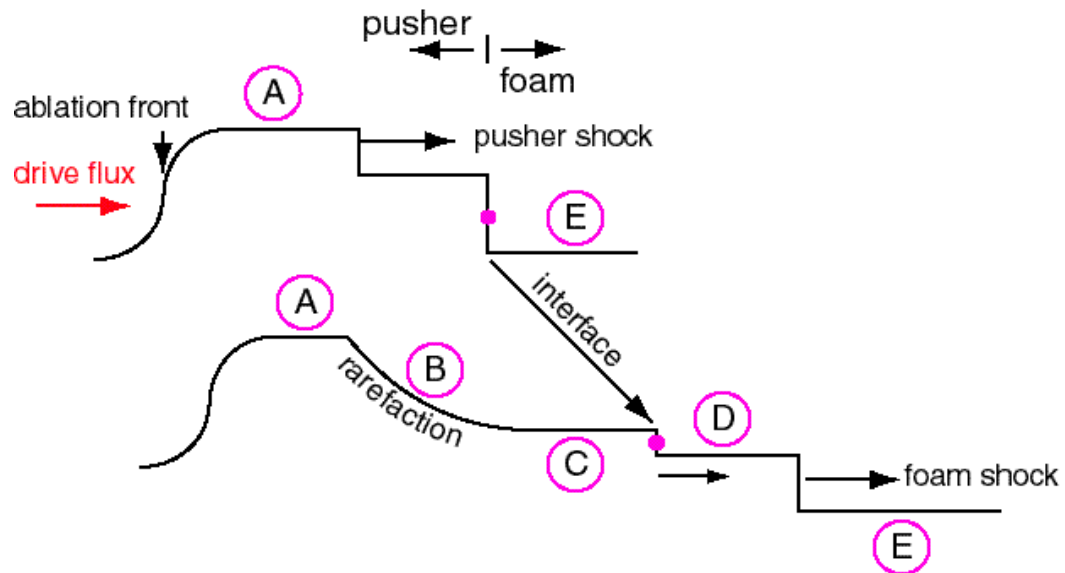 pusher
foam
A
ablation front
pusher shock
drive flux
E
A
interface
B
rarefaction
D
C
foam shock
E